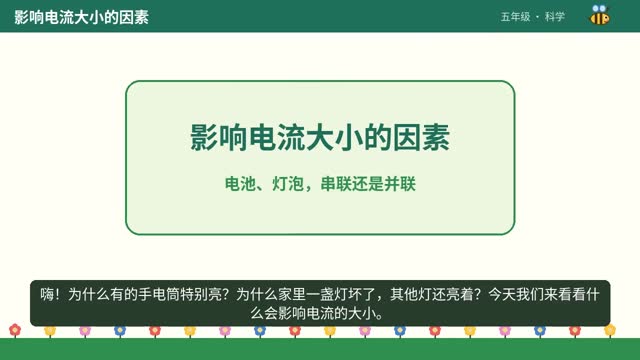 影响电流大小的因素
五年级 · 科学
影响电流大小的因素
电池、灯泡，串联还是并联
嗨！为什么有的手电筒特别亮？为什么家里一盏灯坏了，其他灯还亮着？今天我们来看看什
么会影响电流的大小。